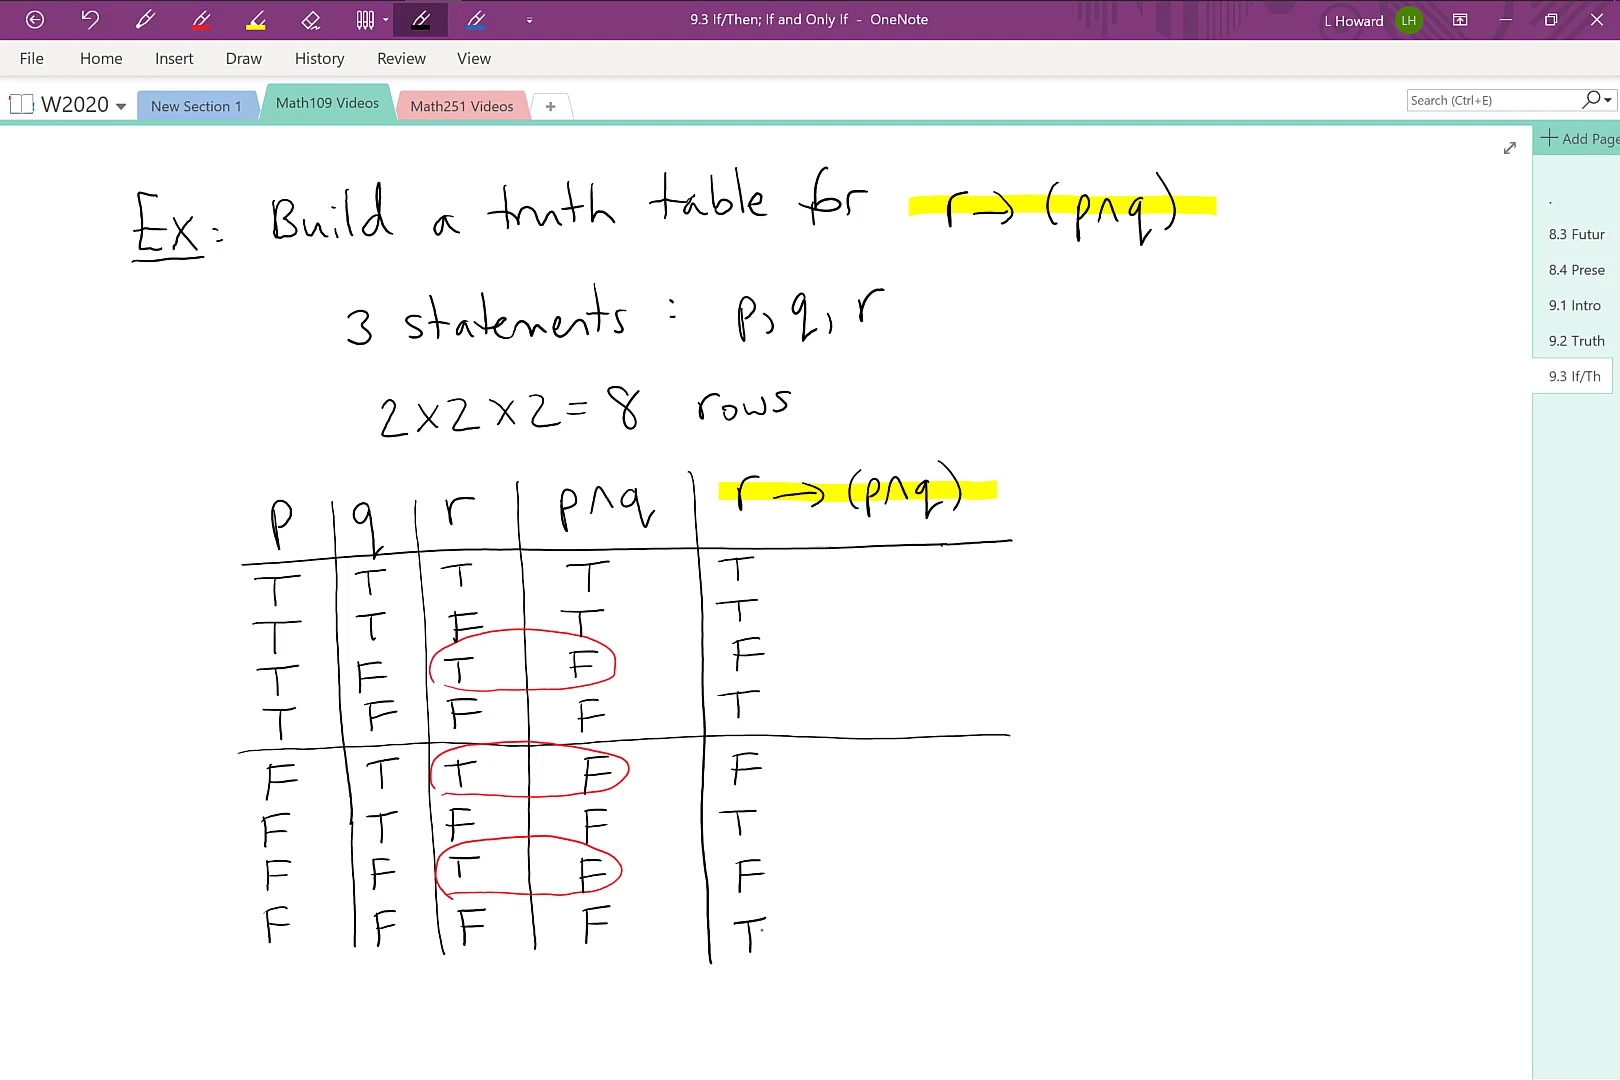 9.3 If/Then; If and Only If - OneNote
L Howard LH
File Home Insert Draw History Review View
W2020 New Section 1 Math109 Videos Math251 Videos +
Search (Ctrl+E)
Add Page
.
8.3 Futur
8.4 Prese
9.1 Intro
9.2 Truth
9.3 If/Th
Ex: Build a truth table for r → (p∧q)
3 statements : p, q, r
2×2×2=8 rows
p q r p∧q r → (p∧q)
T T T T T
T T F T T
T F T F F
T F F F T
F T T F F
F T F F T
F F T F F
F F F F T